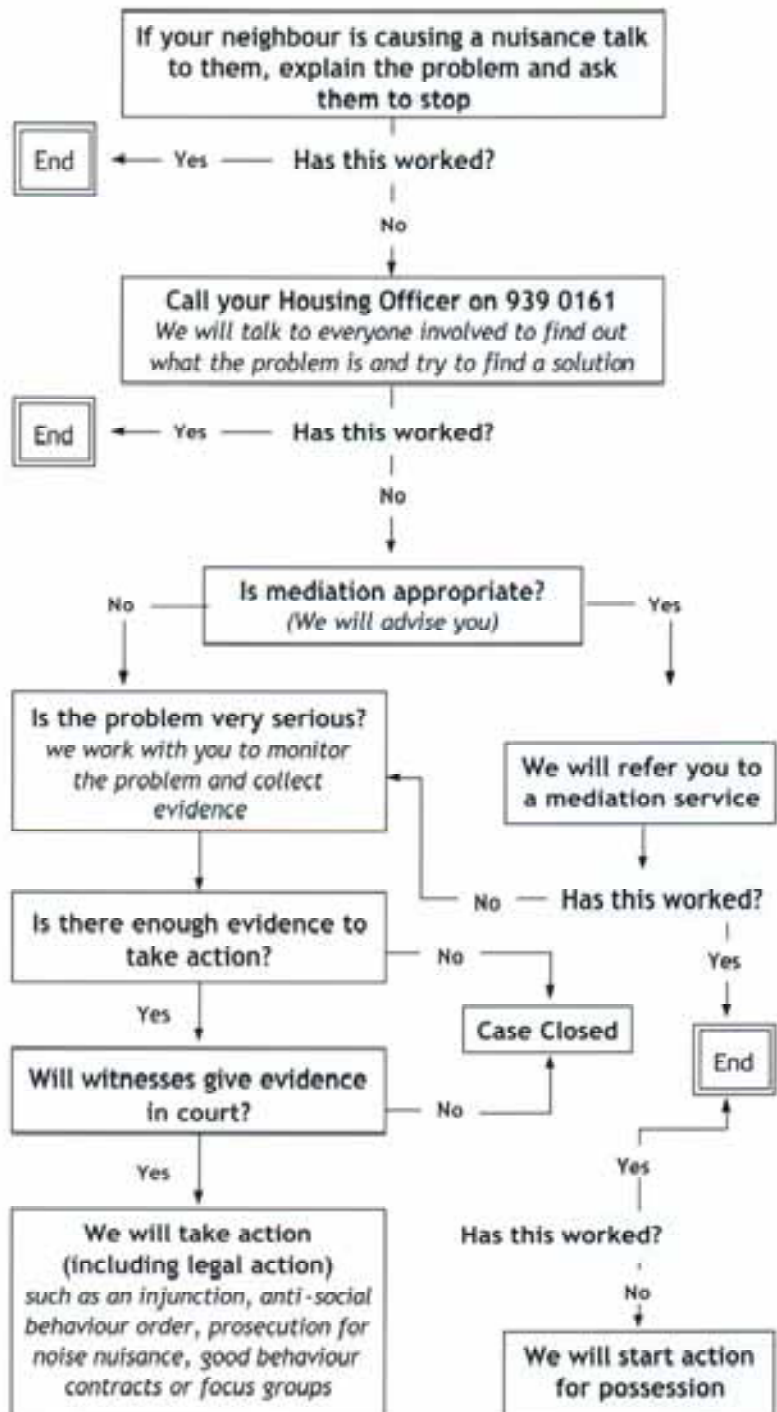 If your neighbour is causing a nuisance talk
to them, explain the problem and ask
them to stop
End
Yes
Has this worked?
No
Call your Housing Officer on 939 0161
We will talk to everyone involved to find out
what the problem is and try to find a solution
End
Yes
Has this worked?
No
Is mediation appropriate?
(We will advise you)
No
Yes
Is the problem very serious?
we work with you to monitor
the problem and collect
evidence
We will refer you to
a mediation service
No
Has this worked?
Yes
Is there enough evidence to
take action?
No
Yes
Case Closed
End
Will witnesses give evidence
in court?
No
Yes
We will take action
(including legal action)
such as an injunction, anti-social
behaviour order, prosecution for
noise nuisance, good behaviour
contracts or focus groups
Yes
Has this worked?
No
We will start action
for possession